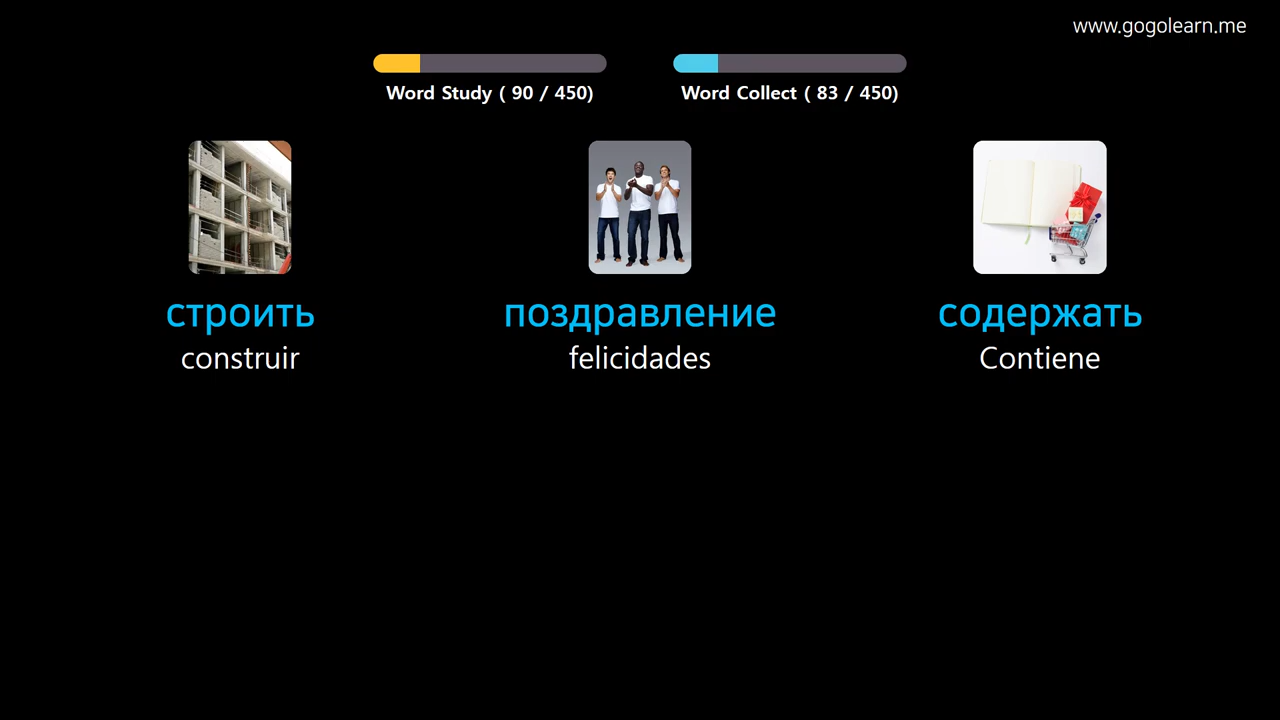 www.gogolearn.me
Word Study ( 90 / 450)
Word Collect ( 83 / 450)
строить
поздравление
содержать
construir
felicidades
Contiene